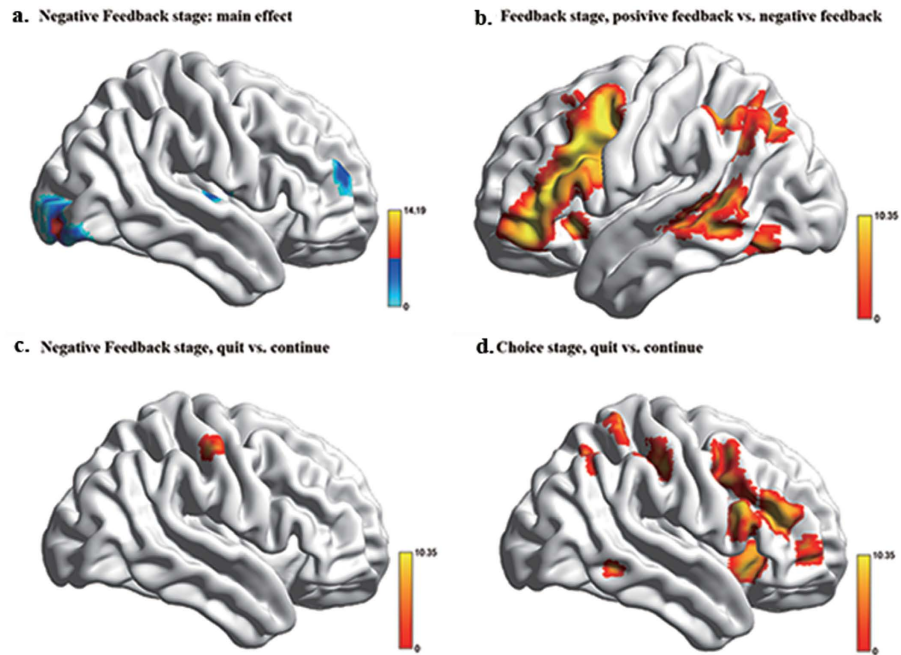 a. Negative Feedback stage: main effect
b. Feedback stage, posivive feedback vs. negative feedback
14.19
0
10.35
0
c. Negative Feedback stage, quit vs. continue
d. Choice stage, quit vs. continue
10.35
0
10.35
0